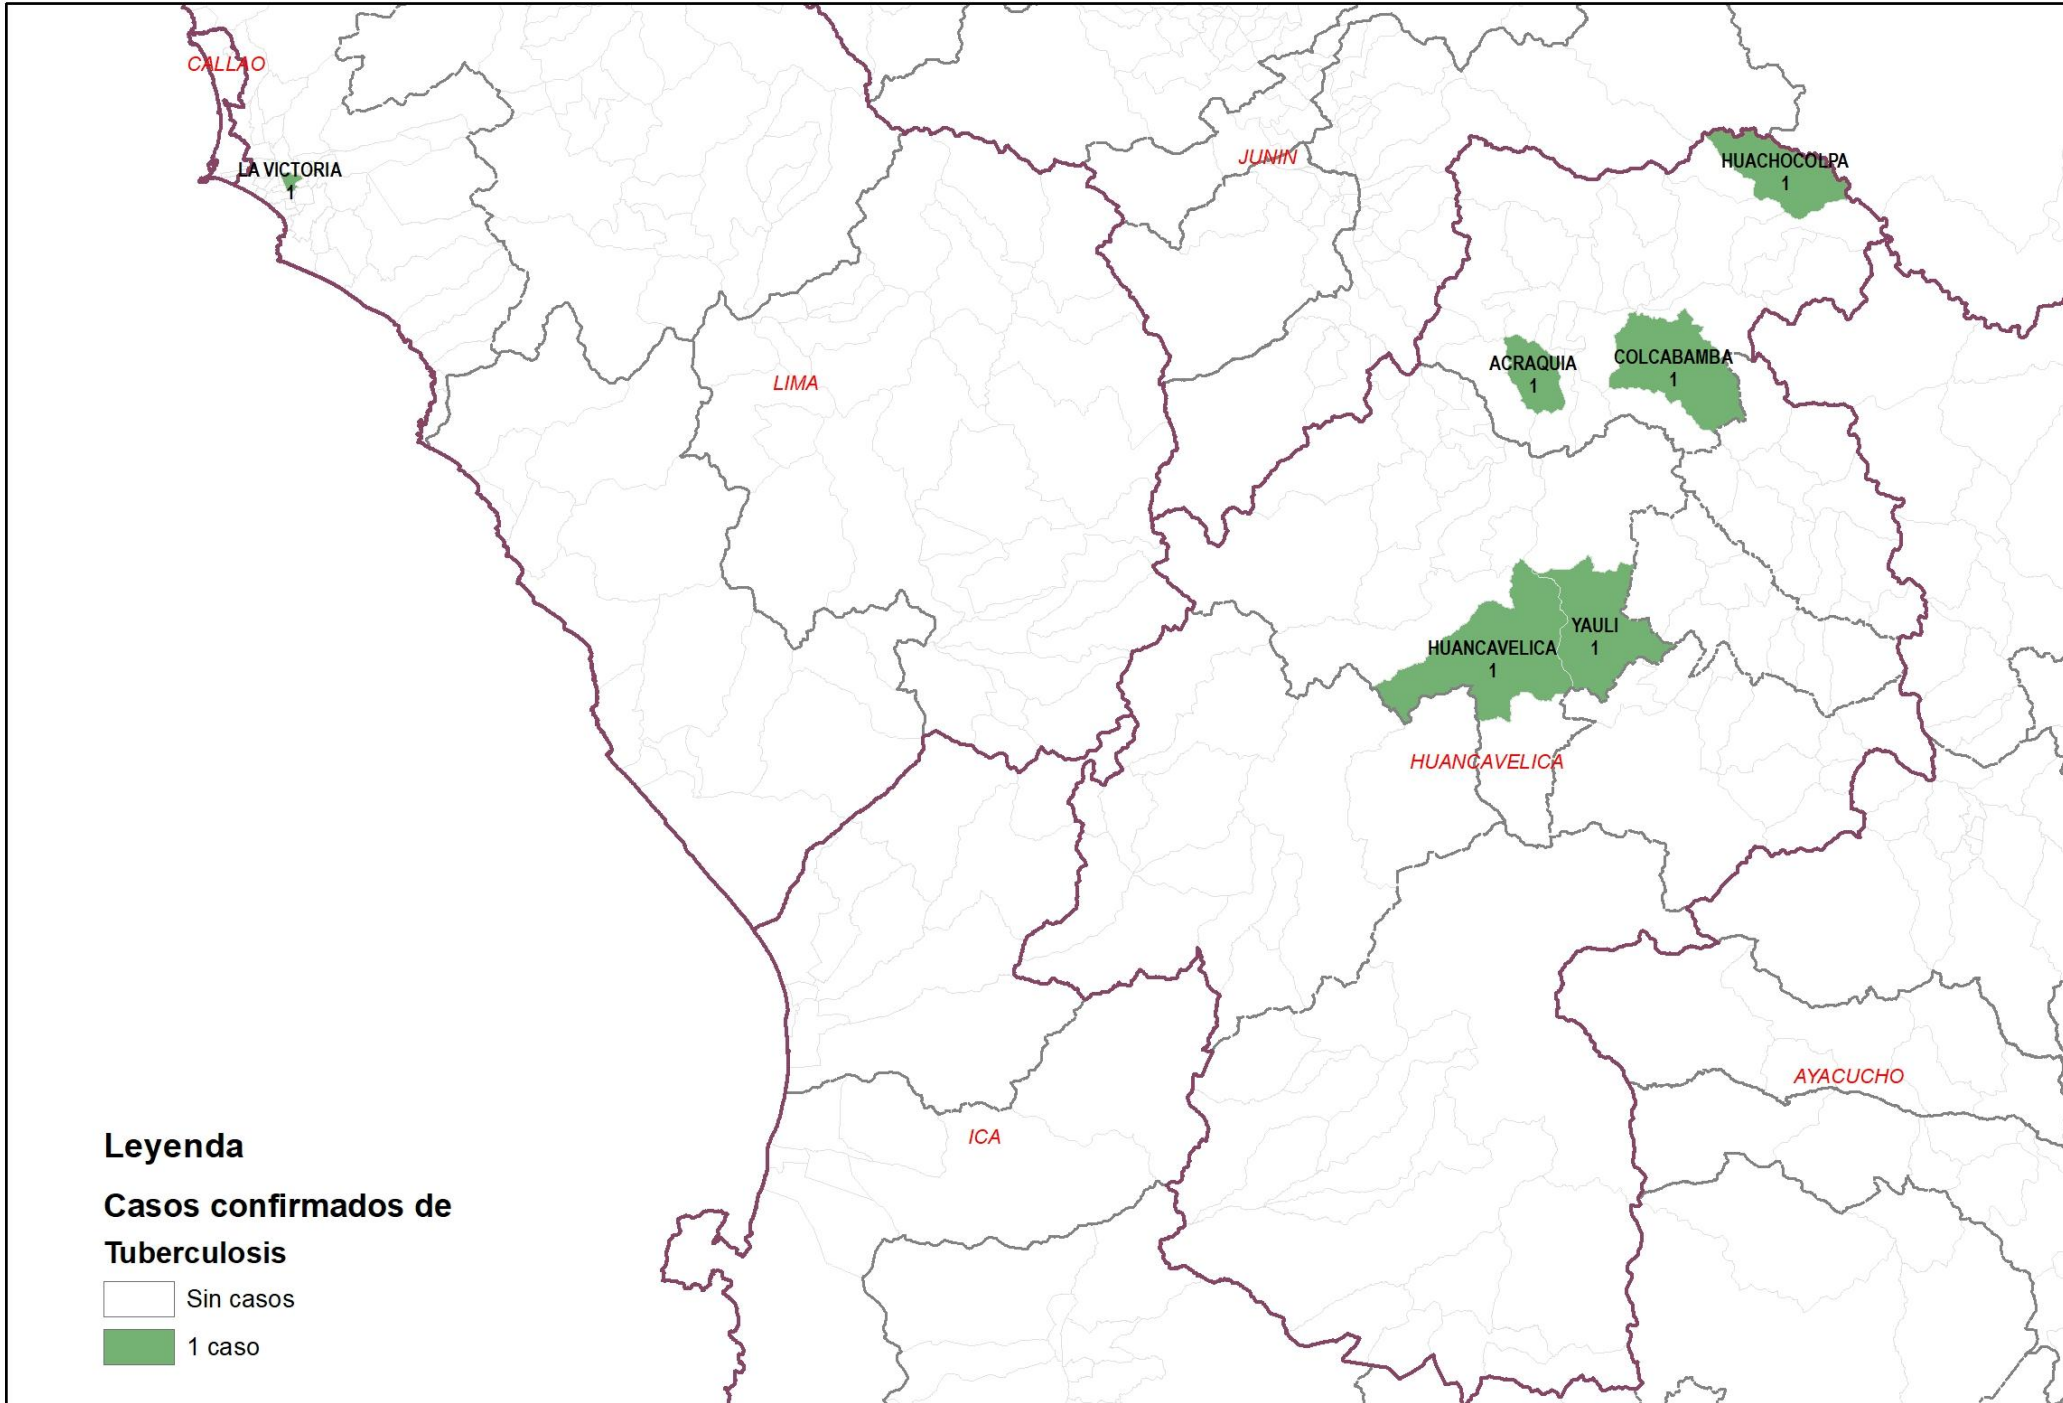 CALLAO
LA VICTORIA
1
JUNIN
HUACHOCOLPA
1
LIMA
ACRAQUIA
1
COLCABAMBA
1
HUANCAVELICA
1
YAULI
1
HUANCAVELICA
AYACUCHO
ICA
Leyenda
Casos confirmados de
Tuberculosis
Sin casos
1 caso